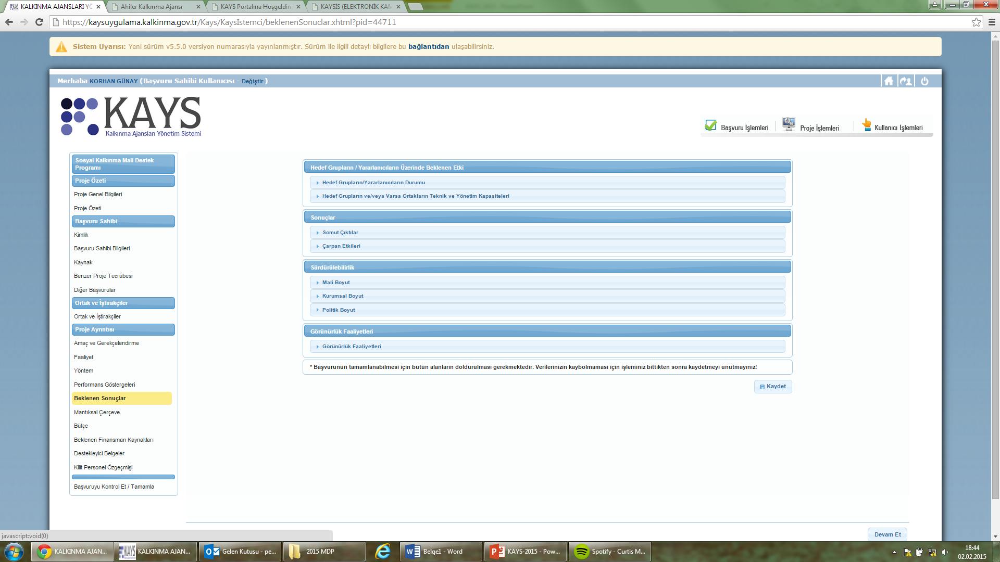 KALKINMA AJANSLARI YÖ
Ahiler Kalkınma Ajansı
KAYS Portalına Hoşgeldini
KAYSİS (ELEKTRONİK KAM
https://kaysuygulama.kalkinma.gov.tr/Kays/KaysIstemci/beklenenSonuclar.xhtml?pid=44711
Sistem Uyarısı: Yeni sürüm v5.5.0 versiyon numarasıyla yayınlanmıştır. Sürüm ile ilgili detaylı bilgilere bu bağlantıdan ulaşabilirsiniz.
Merhaba KORHAN GÜNAY (Başvuru Sahibi Kullanıcısı - Değiştir )
KAYS
Kalkınma Ajansları Yönetim Sistemi
Başvuru İşlemleri
Proje İşlemleri
Kullanıcı İşlemleri
Sosyal Kalkınma Mali Destek
Programı
Proje Özeti
Proje Genel Bilgileri
Proje Özeti
Başvuru Sahibi
Kimlik
Başvuru Sahibi Bilgileri
Kaynak
Benzer Proje Tecrübesi
Diğer Başvurular
Ortak ve İştirakçiler
Ortak ve İştirakçiler
Proje Ayrıntısı
Amaç ve Gerekçelendirme
Faaliyet
Yöntem
Performans Göstergeleri
Beklenen Sonuçlar
Mantıksal Çerçeve
Bütçe
Beklenen Finansman Kaynakları
Destekleyici Belgeler
Kilit Personel Özgeçmişi
Başvuruyu Kontrol Et / Tamamla
Hedef Grupların / Yararlanıcıların Üzerinde Beklenen Etki
Hedef Grupların/Yararlanıcıların Durumu
Hedef Grupların ve/veya Varsa Ortakların Teknik ve Yönetim Kapasiteleri
Sonuçlar
Somut Çıktılar
Çarpan Etkileri
Sürdürülebilirlik
Mali Boyut
Kurumsal Boyut
Politik Boyut
Görünürlük Faaliyetleri
Görünürlük Faaliyetleri
* Başvurunun tamamlanabilmesi için bütün alanların doldurulması gerekmektedir. Verilerinizin kaybolmaması için işleminiz bittikten sonra kaydetmeyi unutmayınız!
Kaydet
Devam Et
javascript:void(0)
KALKINMA AJAN...
KALKINMA AJAN...
Gelen Kutusu - pe...
2015 MDP
Belge1 - Word
KAYS-2015 - Pow...
Spotify - Curtis M...
18:44
02.02.2015